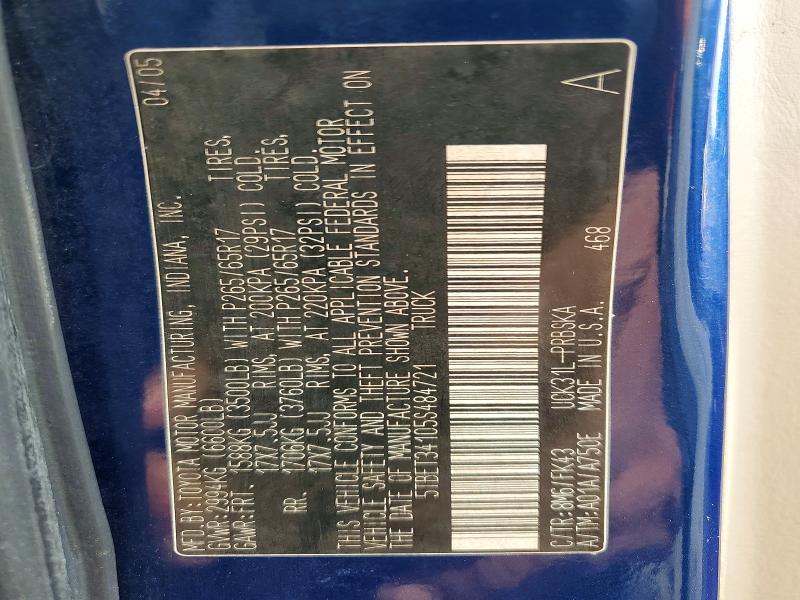 MFD.BY:TOYOTA MOTOR MANUFACTURING, INDIANA, INC. 04/05
GVWR:2994KG (6600LB)
GAWR:FRT 1588KG (3500LB) WITH P265/65R17 TIRES,
17X7.5JJ RIMS, AT 200KPA (29PSI) COLD.
RR. 1706KG (3760LB) WITH P265/65R17 TIRES,
17X7.5JJ RIMS, AT 220KPA (32PSI) COLD.
THIS VEHICLE CONFORMS TO ALL APPLICABLE FEDERAL MOTOR
VEHICLE SAFETY AND THEFT PREVENTION STANDARDS IN EFFECT ON
THE DATE OF MANUFACTURE SHOWN ABOVE.
5TBET34105S484721 TRUCK
C/TR:8M6/FK43 UCK31L-PRBSKA
A/TM:A01A/A750E MADE IN U.S.A. 468 A